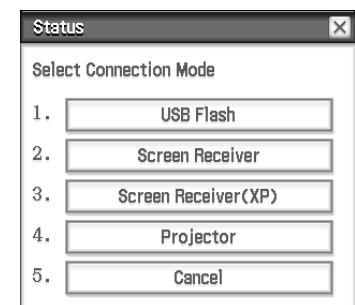 Status
Select Connection Mode
1. USB Flash
2. Screen Receiver
3. Screen Receiver(XP)
4. Projector
5. Cancel